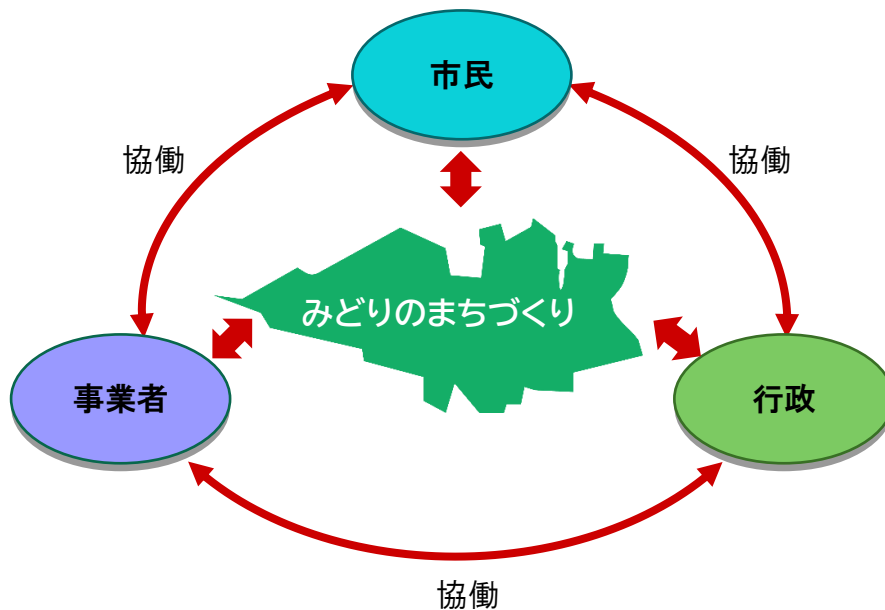 市民
協働
協働
みどりのまちづくり
事業者
行政
協働